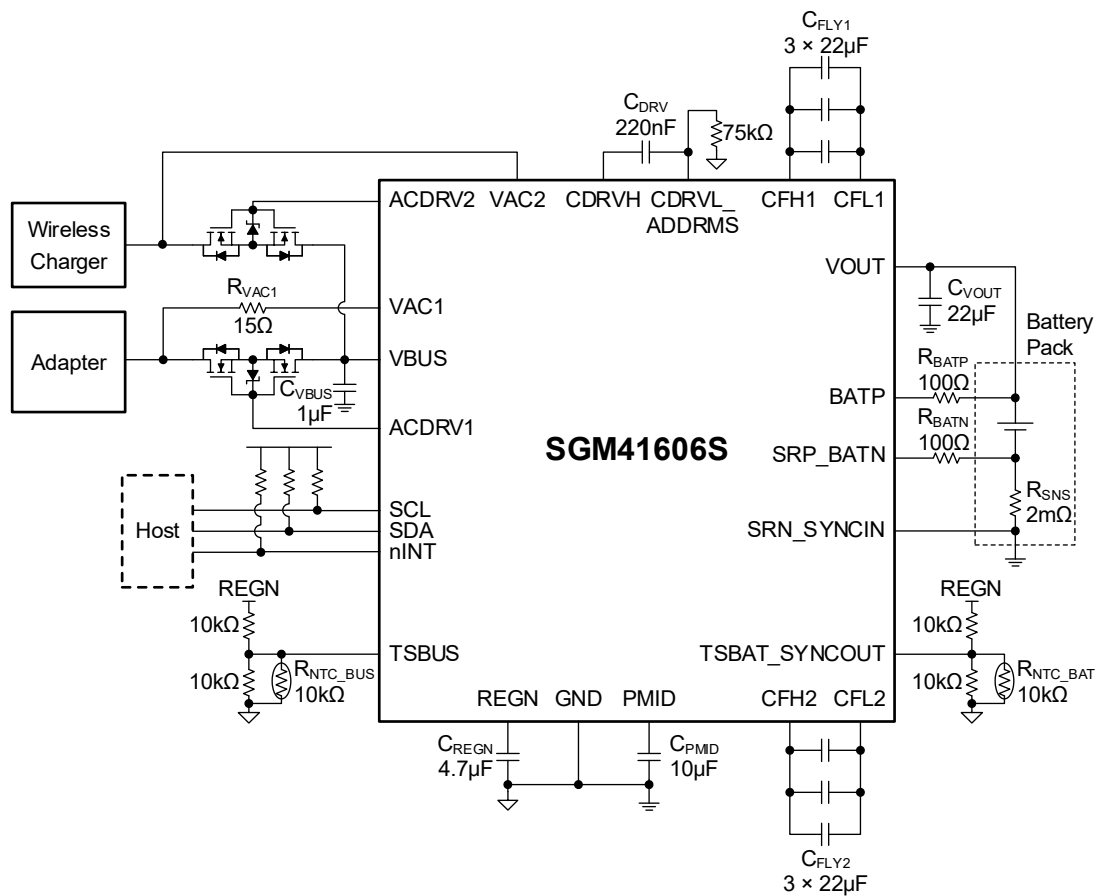 CFLY1
3 × 22µF
CDRV
220nF
75kΩ
ACDRV2
VAC2
CDRVH
CDRVL_
ADDRMS
CFH1
CFL1
Wireless
Charger
VOUT
RVAC1
15Ω
VAC1
CVOUT
22µF
Battery
Pack
Adapter
VBUS
RBATP
100Ω
CVBUS
1µF
BATP
ACDRV1
RBATN
100Ω
SGM41606S
SRP_BATN
RSNS
2mΩ
Host
SCL
SDA
nINT
SRN_SYNCIN
REGN
10kΩ
REGN
10kΩ
TSBUS
TSBAT_SYNCOUT
10kΩ
RNTC_BUS
10kΩ
10kΩ
RNTC_BAT
10kΩ
REGN
GND
PMID
CFH2
CFL2
CREGN
4.7µF
CPMID
10µF
CFLY2
3 × 22µF